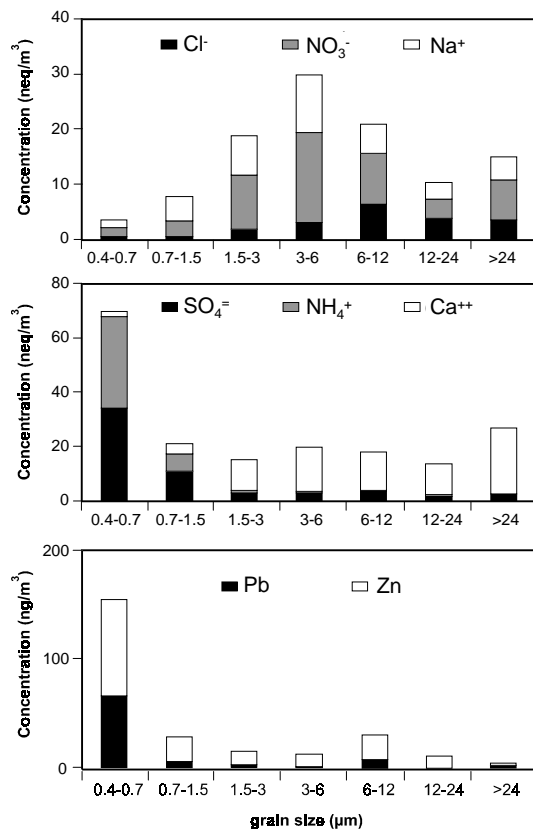 40
30
20
10
0
Concentration (neq/m³)
Cl⁻ NO₃⁻ Na⁺
0.4-0.7 0.7-1.5 1.5-3 3-6 6-12 12-24 >24
80
60
40
20
0
Concentration (neq/m³)
SO₄⁼ NH₄⁺ Ca⁺⁺
0.4-0.7 0.7-1.5 1.5-3 3-6 6-12 12-24 >24
200
100
0
Concentration (ng/m³)
Pb Zn
0.4-0.7 0.7-1.5 1.5-3 3-6 6-12 12-24 >24
grain size (µm)